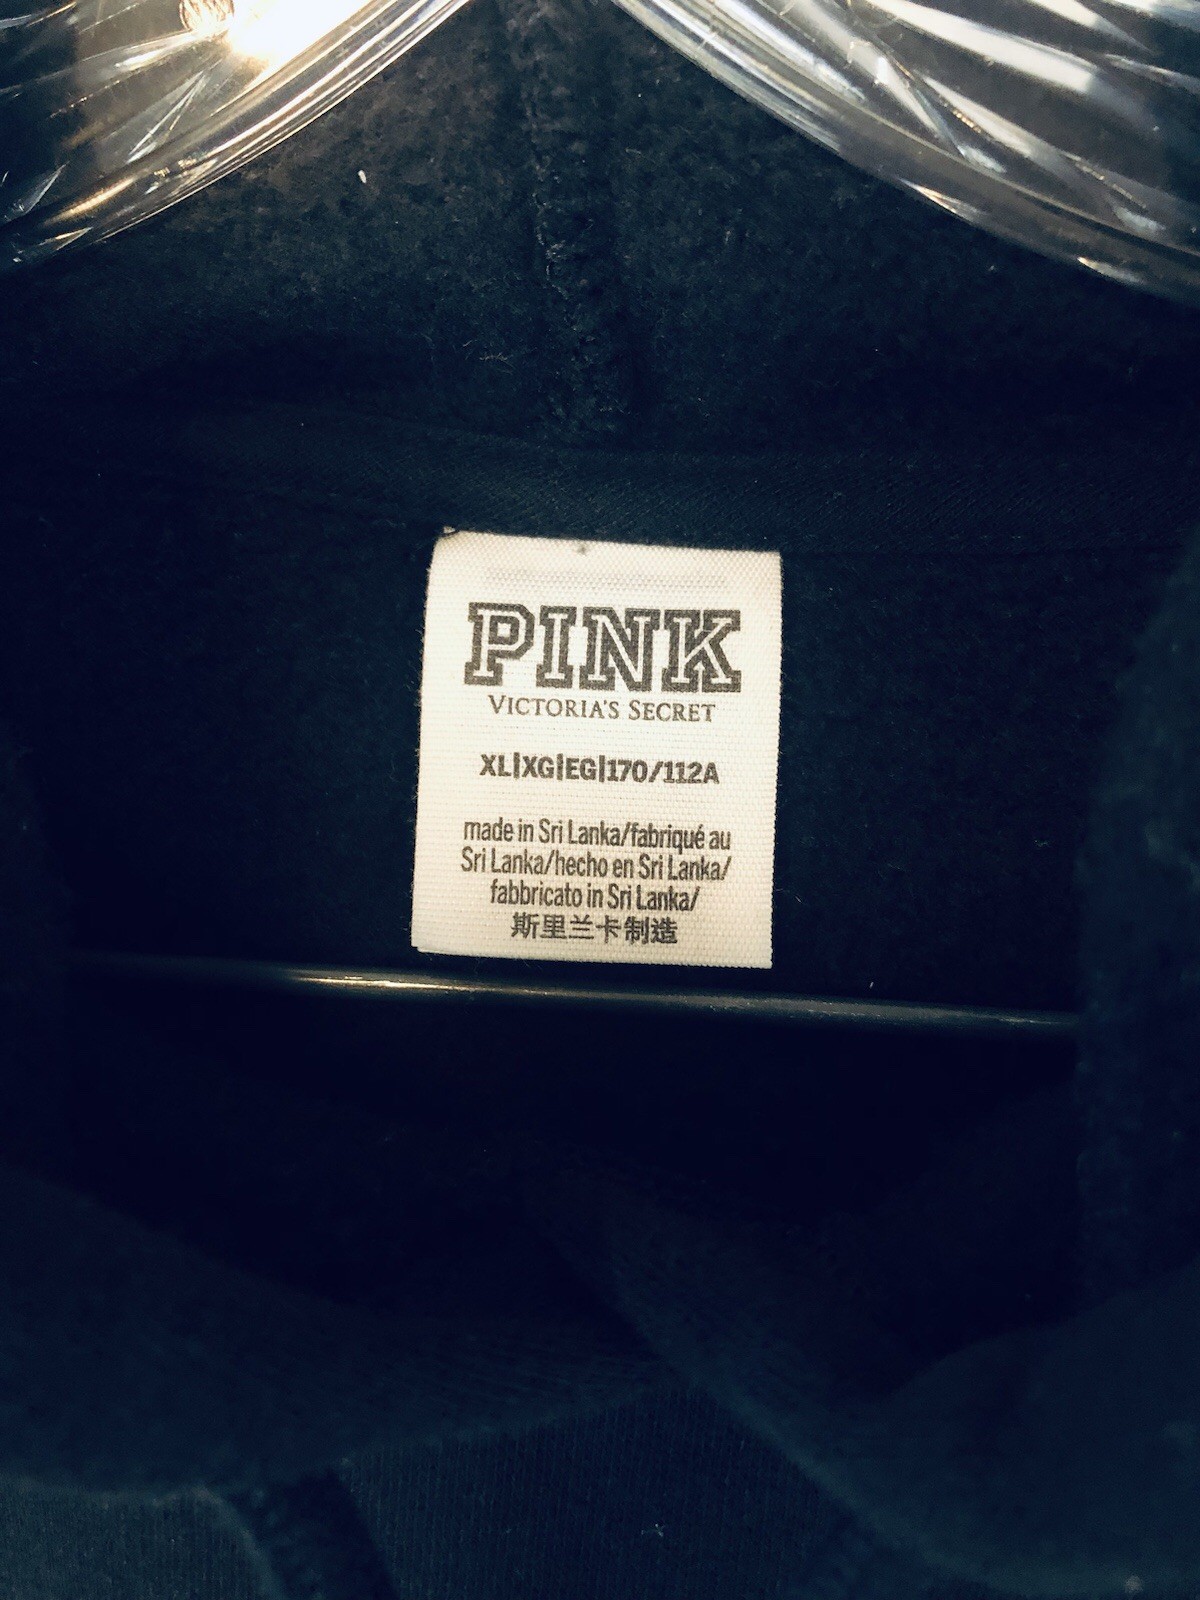 PINK
VICTORIA'S SECRET
XL|XG|EG|170/112A
made in Sri Lanka/fabriqué au
Sri Lanka/hecho en Sri Lanka/
fabbricato in Sri Lanka/
斯里兰卡制造